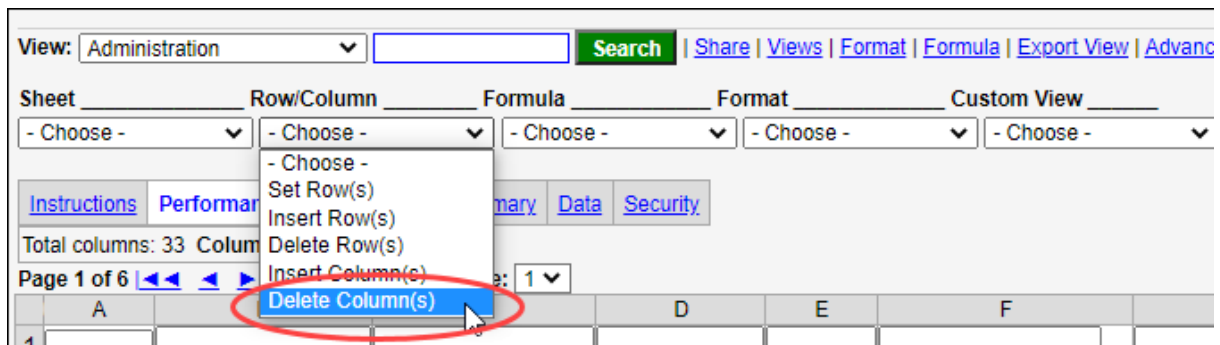 View: Administration Search | Share | Views | Format | Formula | Export View | Advanc
Sheet Row/Column Formula Format Custom View
- Choose - - Choose - - Choose - - Choose - - Choose -
- Choose -
Set Row(s)
Insert Row(s)
Delete Row(s)
Insert Column(s)
Delete Column(s)
Instructions Performan mary Data Security
Total columns: 33 Colum
Page 1 of 6 e: 1
A D E F
1